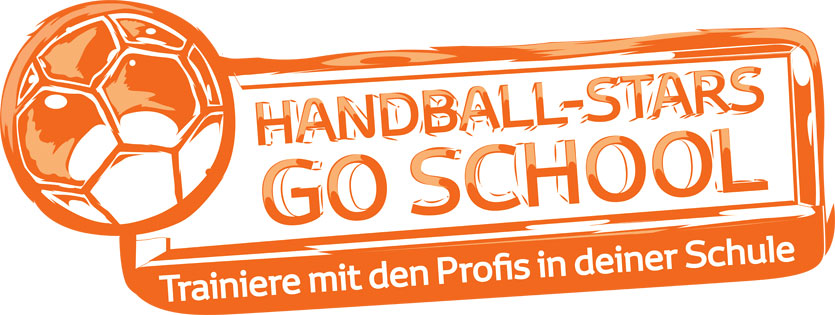 HANDBALL-STARS
GO SCHOOL
Trainiere mit den Profis in deiner Schule